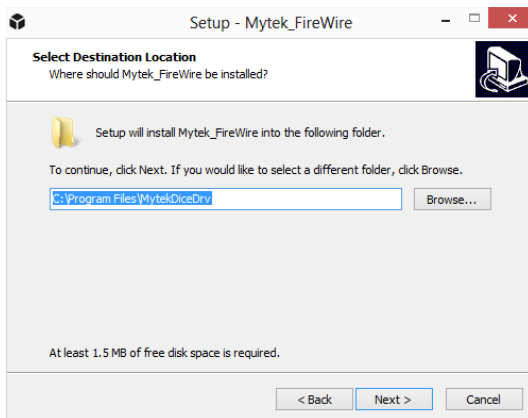 Setup - Mytek_FireWire
Select Destination Location
Where should Mytek_FireWire be installed?
Setup will install Mytek_FireWire into the following folder.
To continue, click Next. If you would like to select a different folder, click Browse.
C:\Program Files\MytekDiceDrv
Browse...
At least 1.5 MB of free disk space is required.
< Back
Next >
Cancel